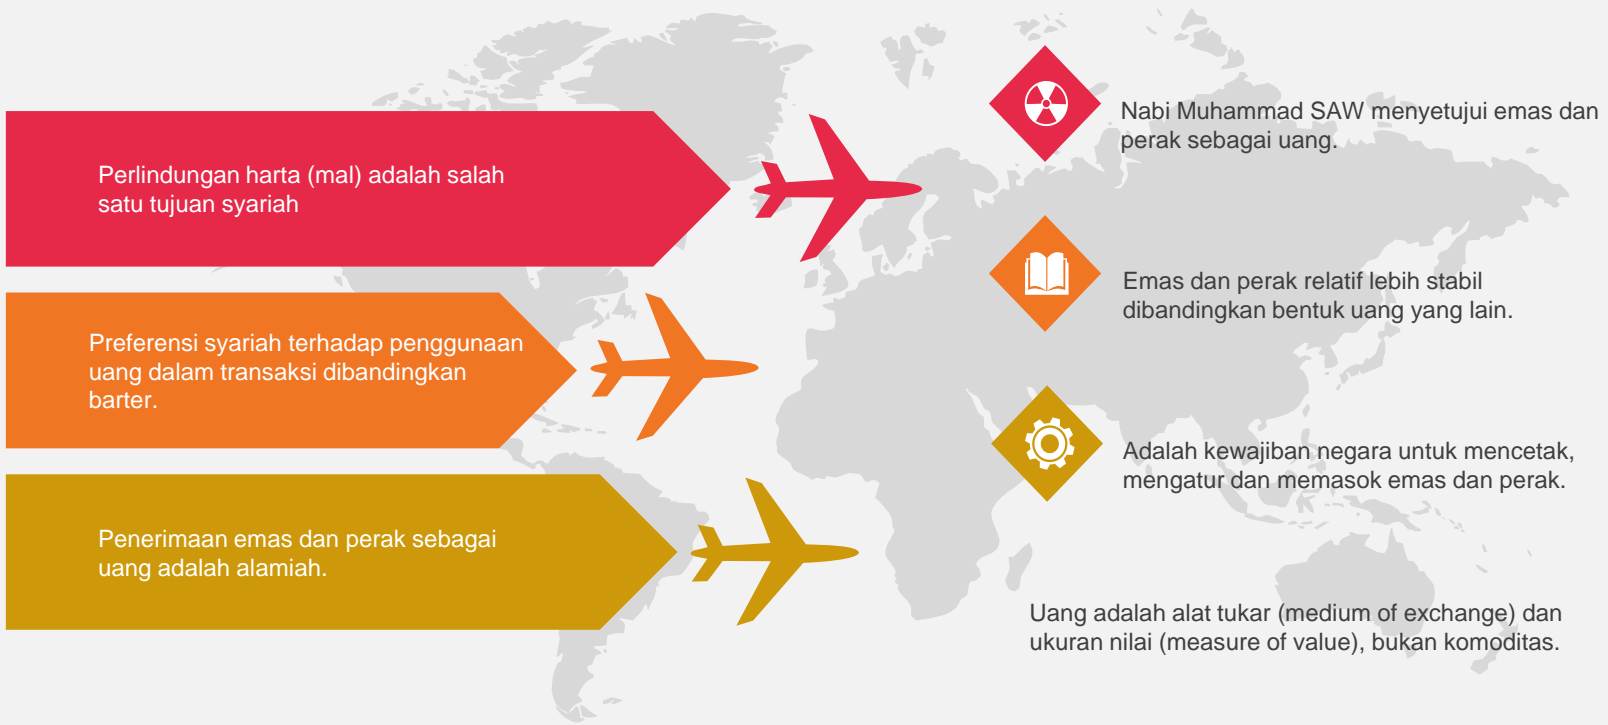 Perlindungan harta (mal) adalah salah
satu tujuan syariah
Preferensi syariah terhadap penggunaan
uang dalam transaksi dibandingkan
barter.
Penerimaan emas dan perak sebagai
uang adalah alamiah.
Nabi Muhammad SAW menyetujui emas dan
perak sebagai uang.
Emas dan perak relatif lebih stabil
dibandingkan bentuk uang yang lain.
Adalah kewajiban negara untuk mencetak,
mengatur dan memasok emas dan perak.
Uang adalah alat tukar (medium of exchange) dan
ukuran nilai (measure of value), bukan komoditas.